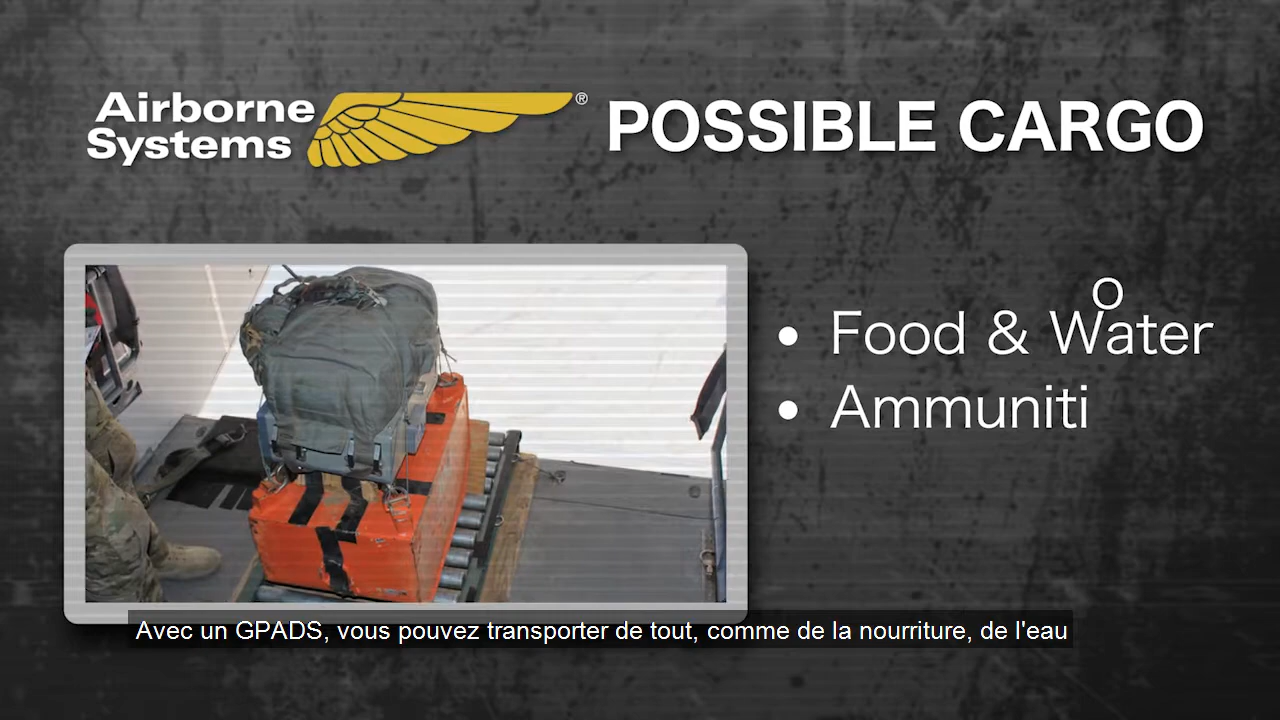 Airborne
Systems
®
POSSIBLE CARGO
• Food & Water
o
• Ammuniti
Avec un GPADS, vous pouvez transporter de tout, comme de la nourriture, de l'eau